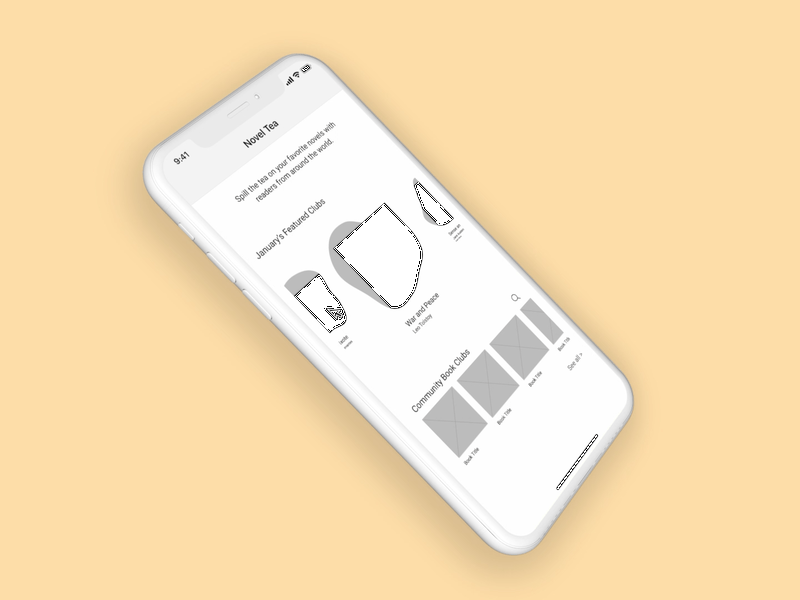 9:41
Novel Tea
Spill the tea on your favorite novels with
readers from around the world.
January's Featured Clubs
War and Peace
Leo Tolstoy
Community Book Clubs
Book Title
Book Title
Book Title
Book Title
See all >